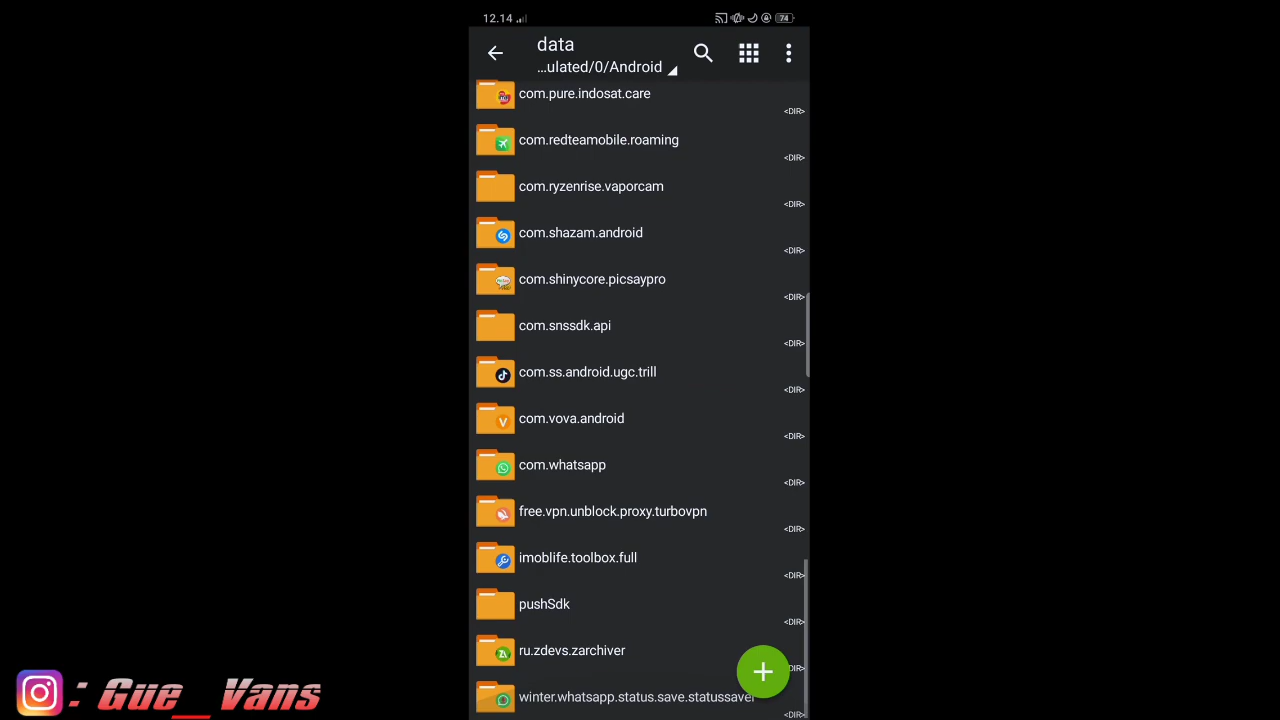 12.14
74
data
...ulated/0/Android
com.pure.indosat.care
<DIR>
com.redteamobile.roaming
<DIR>
com.ryzenrise.vaporcam
<DIR>
com.shazam.android
<DIR>
com.shinycore.picsaypro
<DIR>
com.snssdk.api
<DIR>
com.ss.android.ugc.trill
<DIR>
com.vova.android
<DIR>
com.whatsapp
<DIR>
free.vpn.unblock.proxy.turbovpn
<DIR>
imoblife.toolbox.full
<DIR>
pushSdk
<DIR>
ru.zdevs.zarchiver
<DIR>
winter.whatsapp.status.save.statussaver
<DIR>
: Gue__Vans